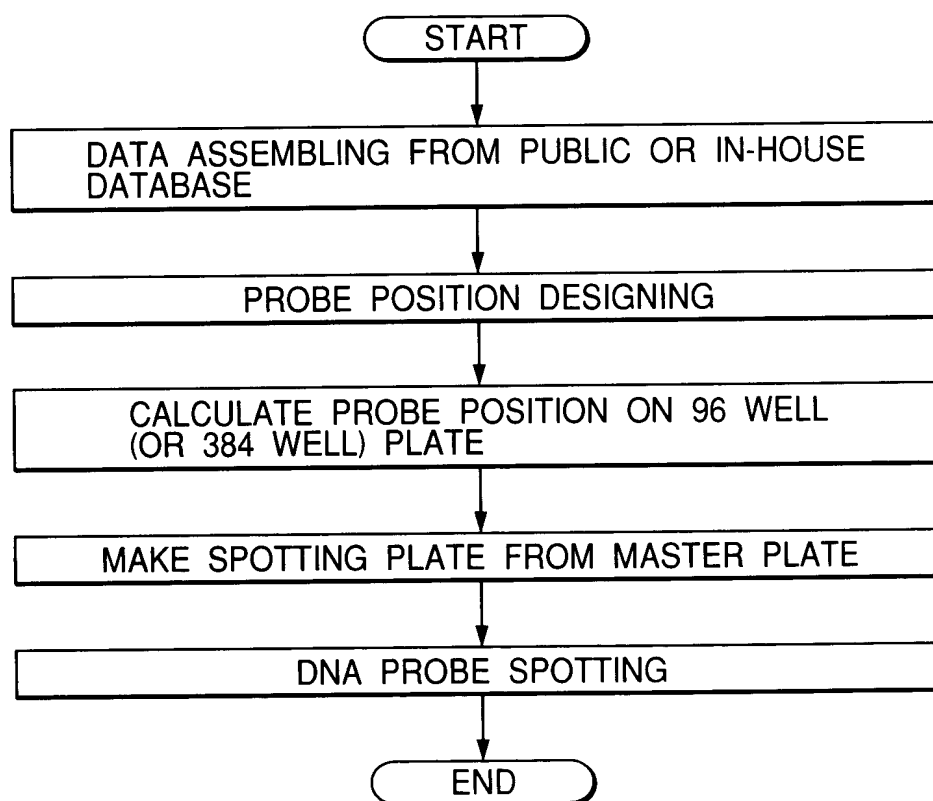 START
DATA ASSEMBLING FROM PUBLIC OR IN-HOUSE
DATABASE
PROBE POSITION DESIGNING
CALCULATE PROBE POSITION ON 96 WELL
(OR 384 WELL) PLATE
MAKE SPOTTING PLATE FROM MASTER PLATE
DNA PROBE SPOTTING
END